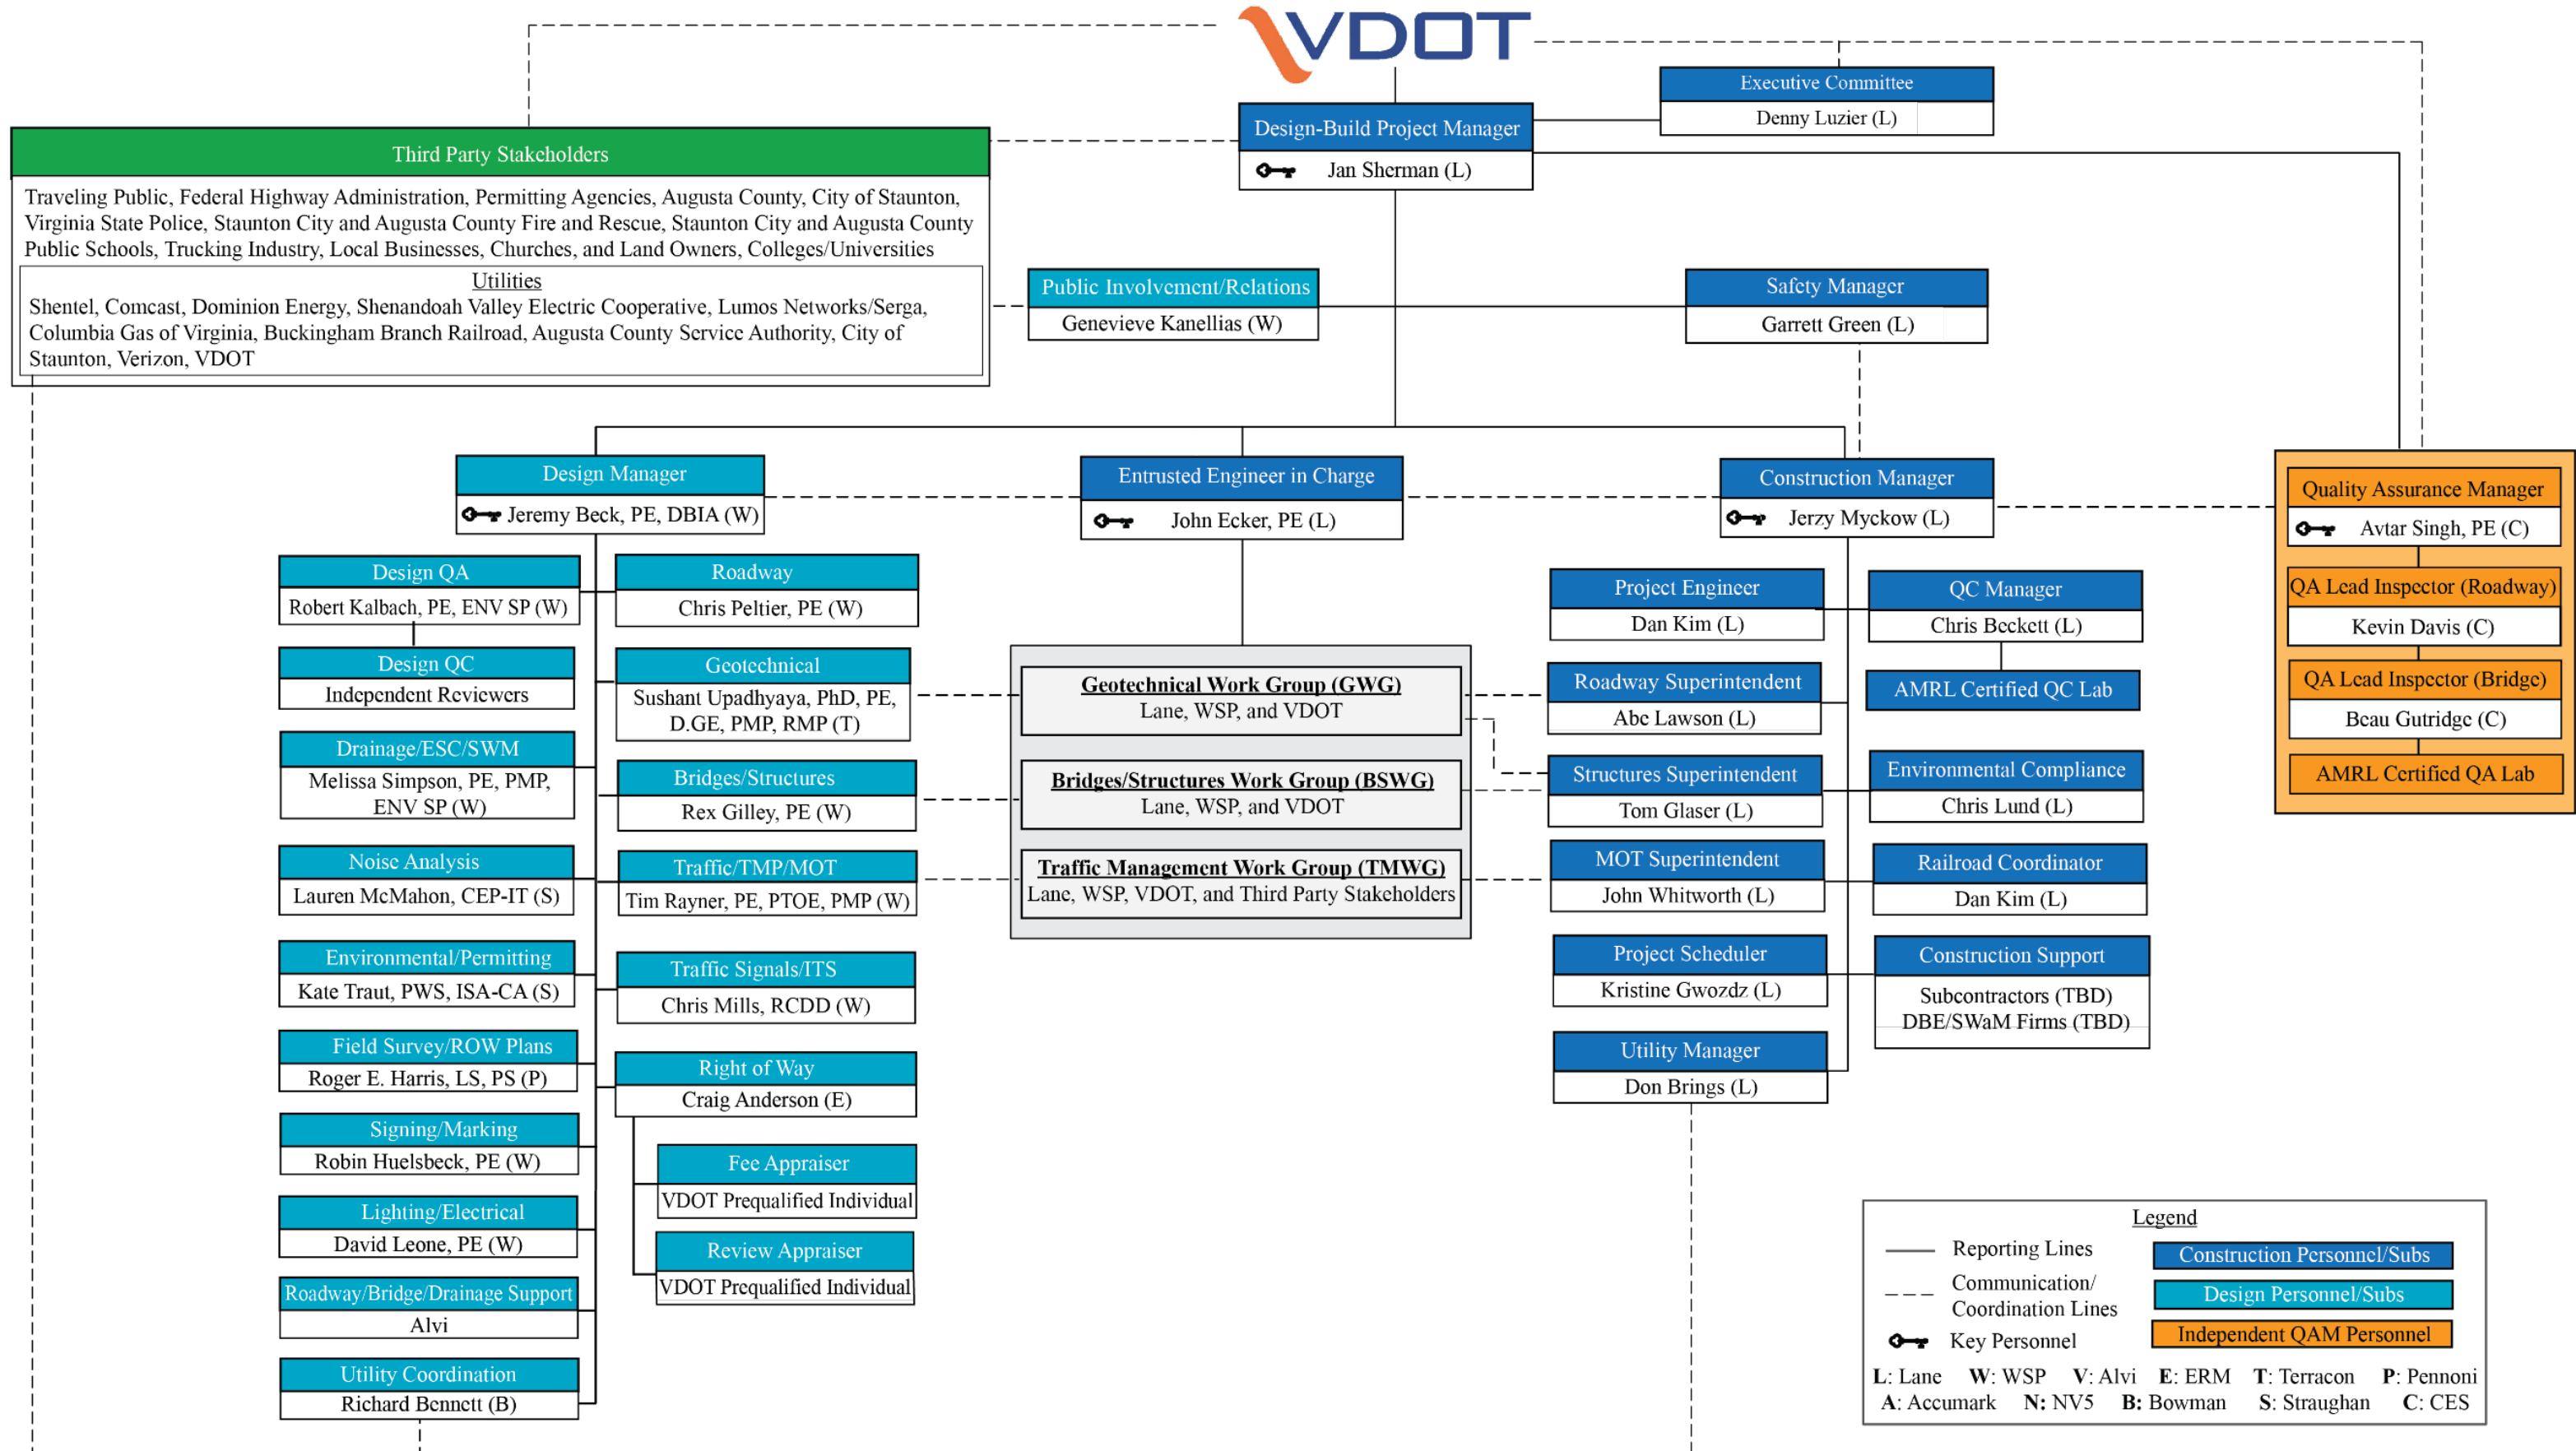 VDOT
Executive Committee
Denny Luzier (L)
Design-Build Project Manager
Jan Sherman (L)
Third Party Stakeholders
Traveling Public, Federal Highway Administration, Permitting Agencies, Augusta County, City of Staunton,
Virginia State Police, Staunton City and Augusta County Fire and Rescue, Staunton City and Augusta County
Public Schools, Trucking Industry, Local Businesses, Churches, and Land Owners, Colleges/Universities
Utilities
Shentel, Comcast, Dominion Energy, Shenandoah Valley Electric Cooperative, Lumos Networks/Serga,
Columbia Gas of Virginia, Buckingham Branch Railroad, Augusta County Service Authority, City of
Staunton, Verizon, VDOT
Public Involvement/Relations
Genevieve Kanellias (W)
Safety Manager
Garrett Green (L)
Design Manager
Jeremy Beck, PE, DBIA (W)
Entrusted Engineer in Charge
John Ecker, PE (L)
Construction Manager
Jerzy Myckow (L)
Quality Assurance Manager
Avtar Singh, PE (C)
QA Lead Inspector (Roadway)
Kevin Davis (C)
QA Lead Inspector (Bridge)
Beau Gutridge (C)
AMRL Certified QA Lab
Design QA
Robert Kalbach, PE, ENV SP (W)
Design QC
Independent Reviewers
Drainage/ESC/SWM
Melissa Simpson, PE, PMP,
ENV SP (W)
Noise Analysis
Lauren McMahon, CEP-IT (S)
Environmental/Permitting
Kate Traut, PWS, ISA-CA (S)
Field Survey/ROW Plans
Roger E. Harris, LS, PS (P)
Signing/Marking
Robin Huelsbeck, PE (W)
Lighting/Electrical
David Leone, PE (W)
Roadway/Bridge/Drainage Support
Alvi
Utility Coordination
Richard Bennett (B)
Roadway
Chris Peltier, PE (W)
Geotechnical
Sushant Upadhyaya, PhD, PE,
D.GE, PMP, RMP (T)
Bridges/Structures
Rex Gilley, PE (W)
Traffic/TMP/MOT
Tim Rayner, PE, PTOE, PMP (W)
Traffic Signals/ITS
Chris Mills, RCDD (W)
Right of Way
Craig Anderson (E)
Fee Appraiser
VDOT Prequalified Individual
Review Appraiser
VDOT Prequalified Individual
Geotechnical Work Group (GWG)
Lane, WSP, and VDOT
Bridges/Structures Work Group (BSWG)
Lane, WSP, and VDOT
Traffic Management Work Group (TMWG)
Lane, WSP, VDOT, and Third Party Stakeholders
Project Engineer
Dan Kim (L)
Roadway Superintendent
Abe Lawson (L)
Structures Superintendent
Tom Glaser (L)
MOT Superintendent
John Whitworth (L)
Project Scheduler
Kristine Gwozdz (L)
Utility Manager
Don Brings (L)
QC Manager
Chris Beckett (L)
AMRL Certified QC Lab
Environmental Compliance
Chris Lund (L)
Railroad Coordinator
Dan Kim (L)
Construction Support
Subcontractors (TBD)
DBE/SWaM Firms (TBD)
Legend
Reporting Lines
Communication/
Coordination Lines
Key Personnel
Construction Personnel/Subs
Design Personnel/Subs
Independent QAM Personnel
L: Lane W: WSP V: Alvi E: ERM T: Terracon P: Pennoni
A: Accumark N: NV5 B: Bowman S: Straughan C: CES